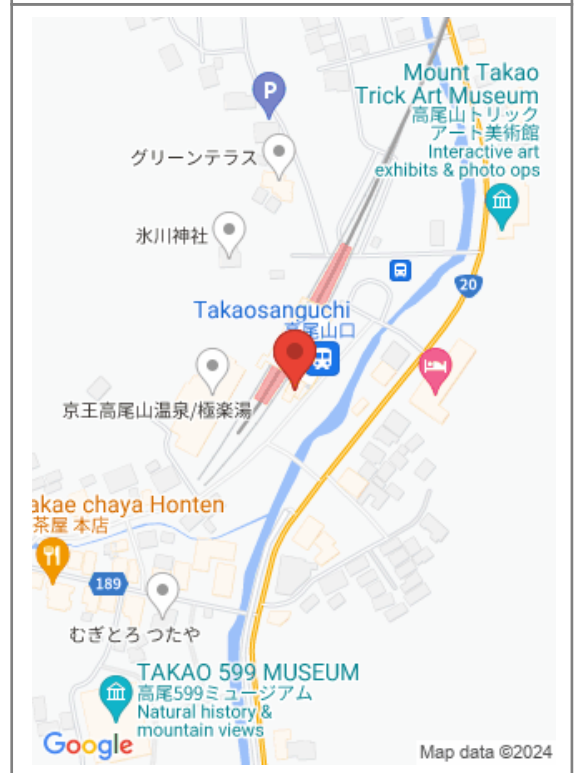 Mount Takao
Trick Art Museum
高尾山トリック
アート美術館
Interactive art
exhibits & photo ops
P
グリーンテラス
氷川神社
20
Takaosanguchi
高尾山口
京王高尾山温泉/極楽湯
akae chaya Honten
茶屋 本店
189
むぎとろ つたや
TAKAO 599 MUSEUM
高尾599ミュージアム
Natural history &
mountain views
Google
Map data ©2024